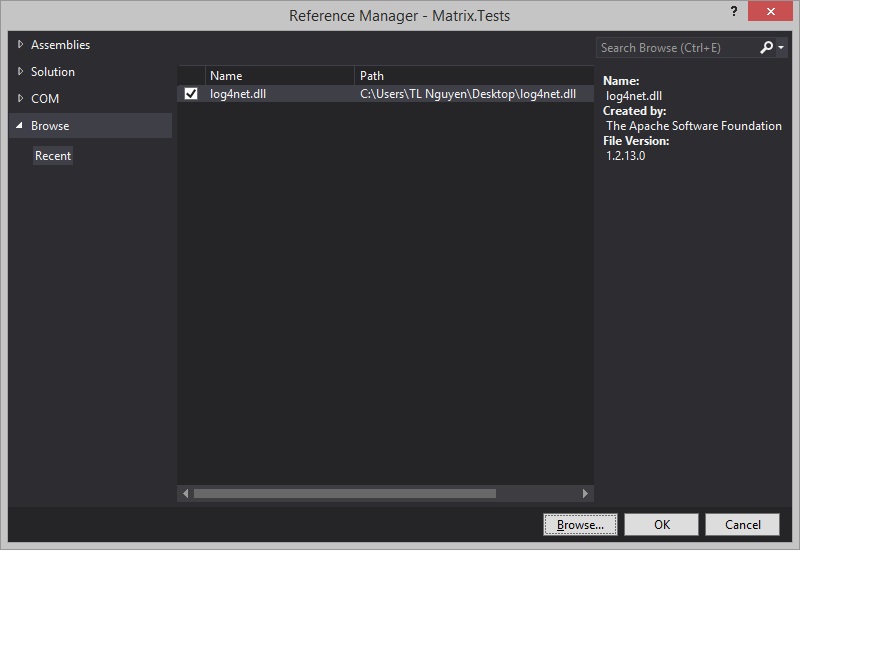 Reference Manager - Matrix.Tests
?
Assemblies
Solution
COM
Browse
Recent
Name Path
log4net.dll C:\Users\TL Nguyen\Desktop\log4net.dll
Search Browse (Ctrl+E)
Name:
log4net.dll
Created by:
The Apache Software Foundation
File Version:
1.2.13.0
Browse... OK Cancel